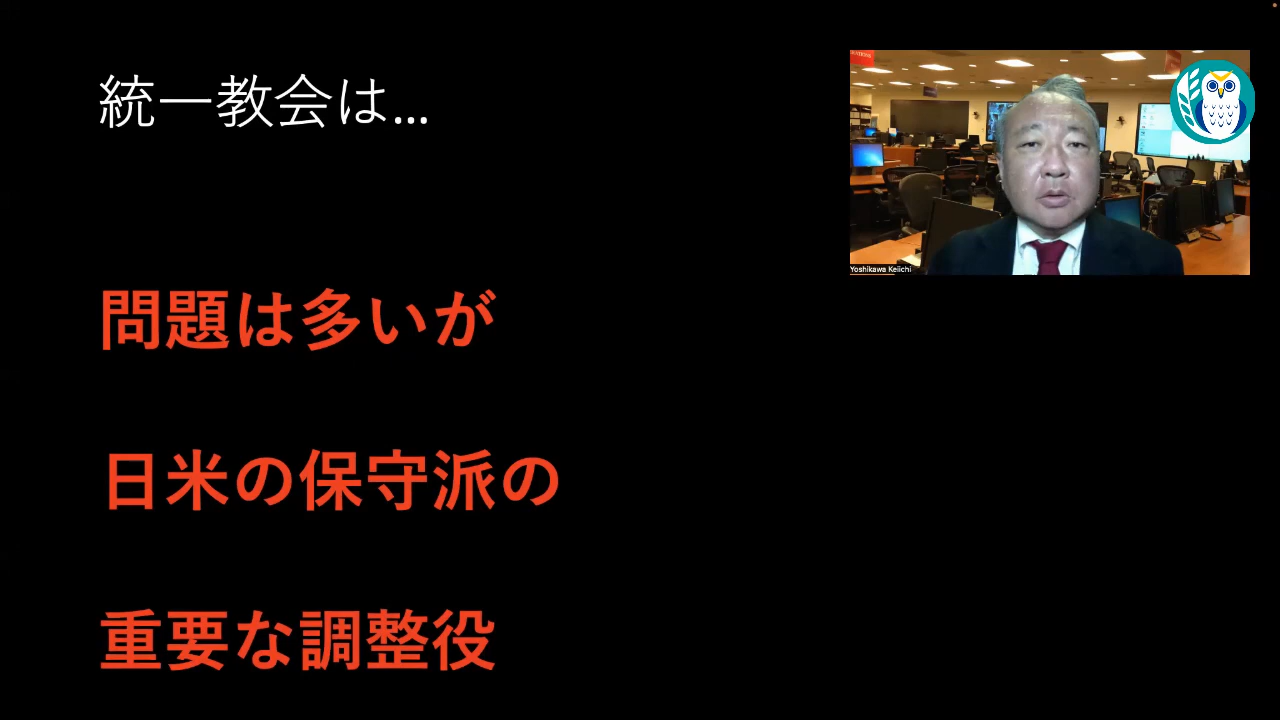 統一教会は...
問題は多いが
日米の保守派の
重要な調整役
Yoshikawa Keiichi